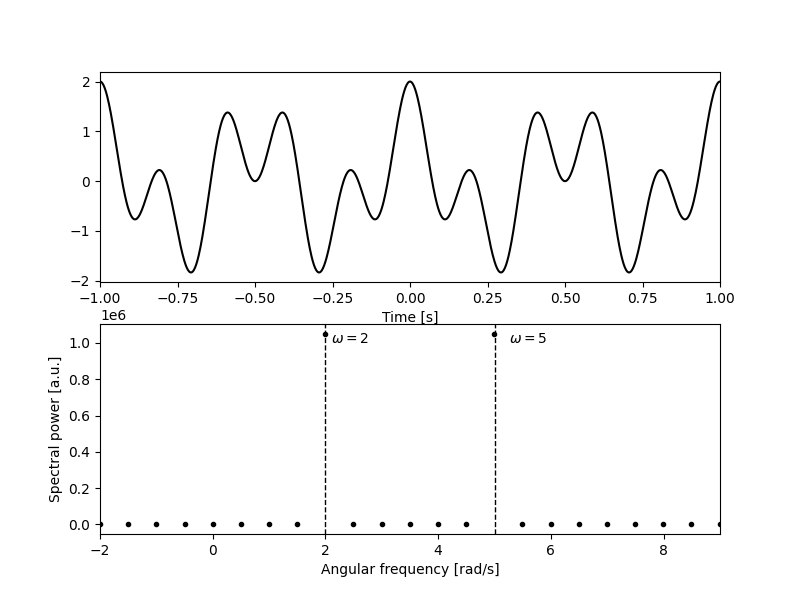 2
1
0
−1
−2
−1.00 −0.75 −0.50 −0.25 0.00 0.25 0.50 0.75 1.00
Time [s]
1e6
1.0
0.8
0.6
0.4
0.2
0.0
Spectral power [a.u.]
ω = 2
ω = 5
−2 0 2 4 6 8
Angular frequency [rad/s]